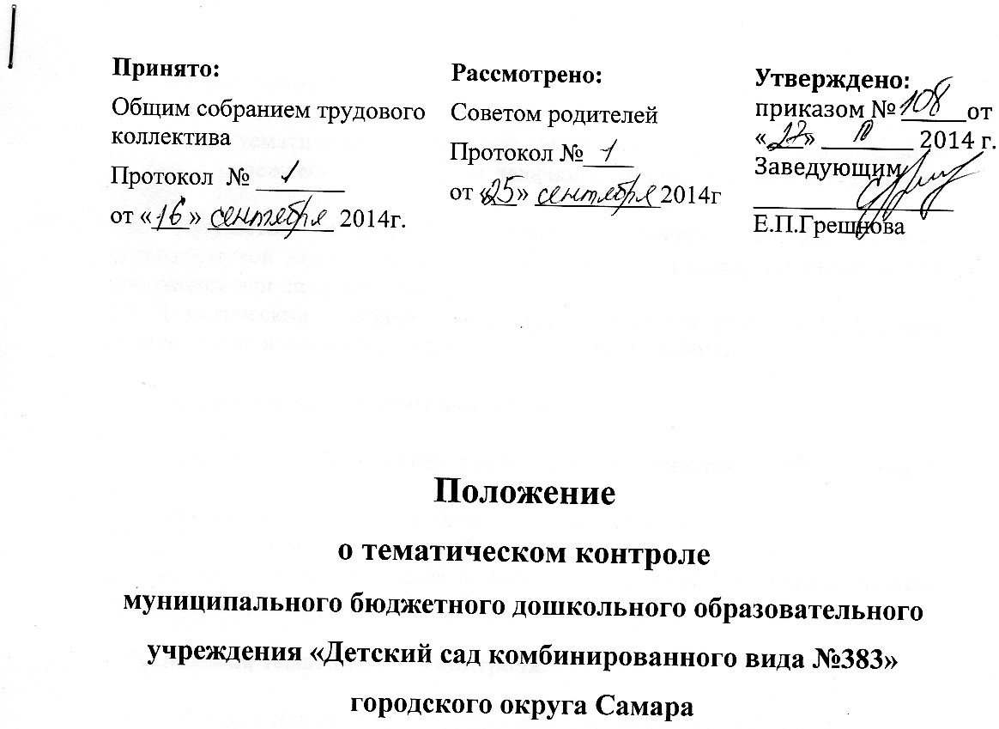 Принято:
Общим собранием трудового
коллектива
Протокол № 1
от «16» сентября 2014г.
Рассмотрено:
Советом родителей
Протокол № 1
от «25» сентября 2014г
Утверждено:
приказом № 108 от
« » 2014 г.
Заведующим
Е.П.Грешнова
Положение
о тематическом контроле
муниципального бюджетного дошкольного образовательного
учреждения «Детский сад комбинированного вида №383»
городского округа Самара